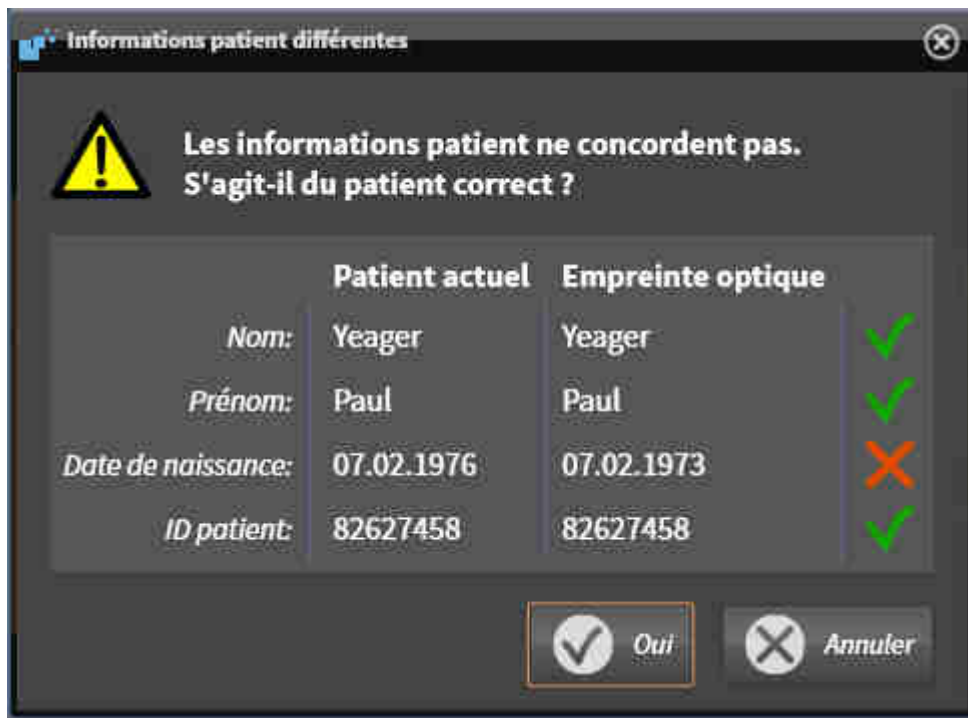 Informations patient différentes
Les informations patient ne concordent pas.
S'agit-il du patient correct ?
Patient actuel Empreinte optique
Nom: Yeager Yeager
Prénom: Paul Paul
Date de naissance: 07.02.1976 07.02.1973
ID patient: 82627458 82627458
Oui Annuler